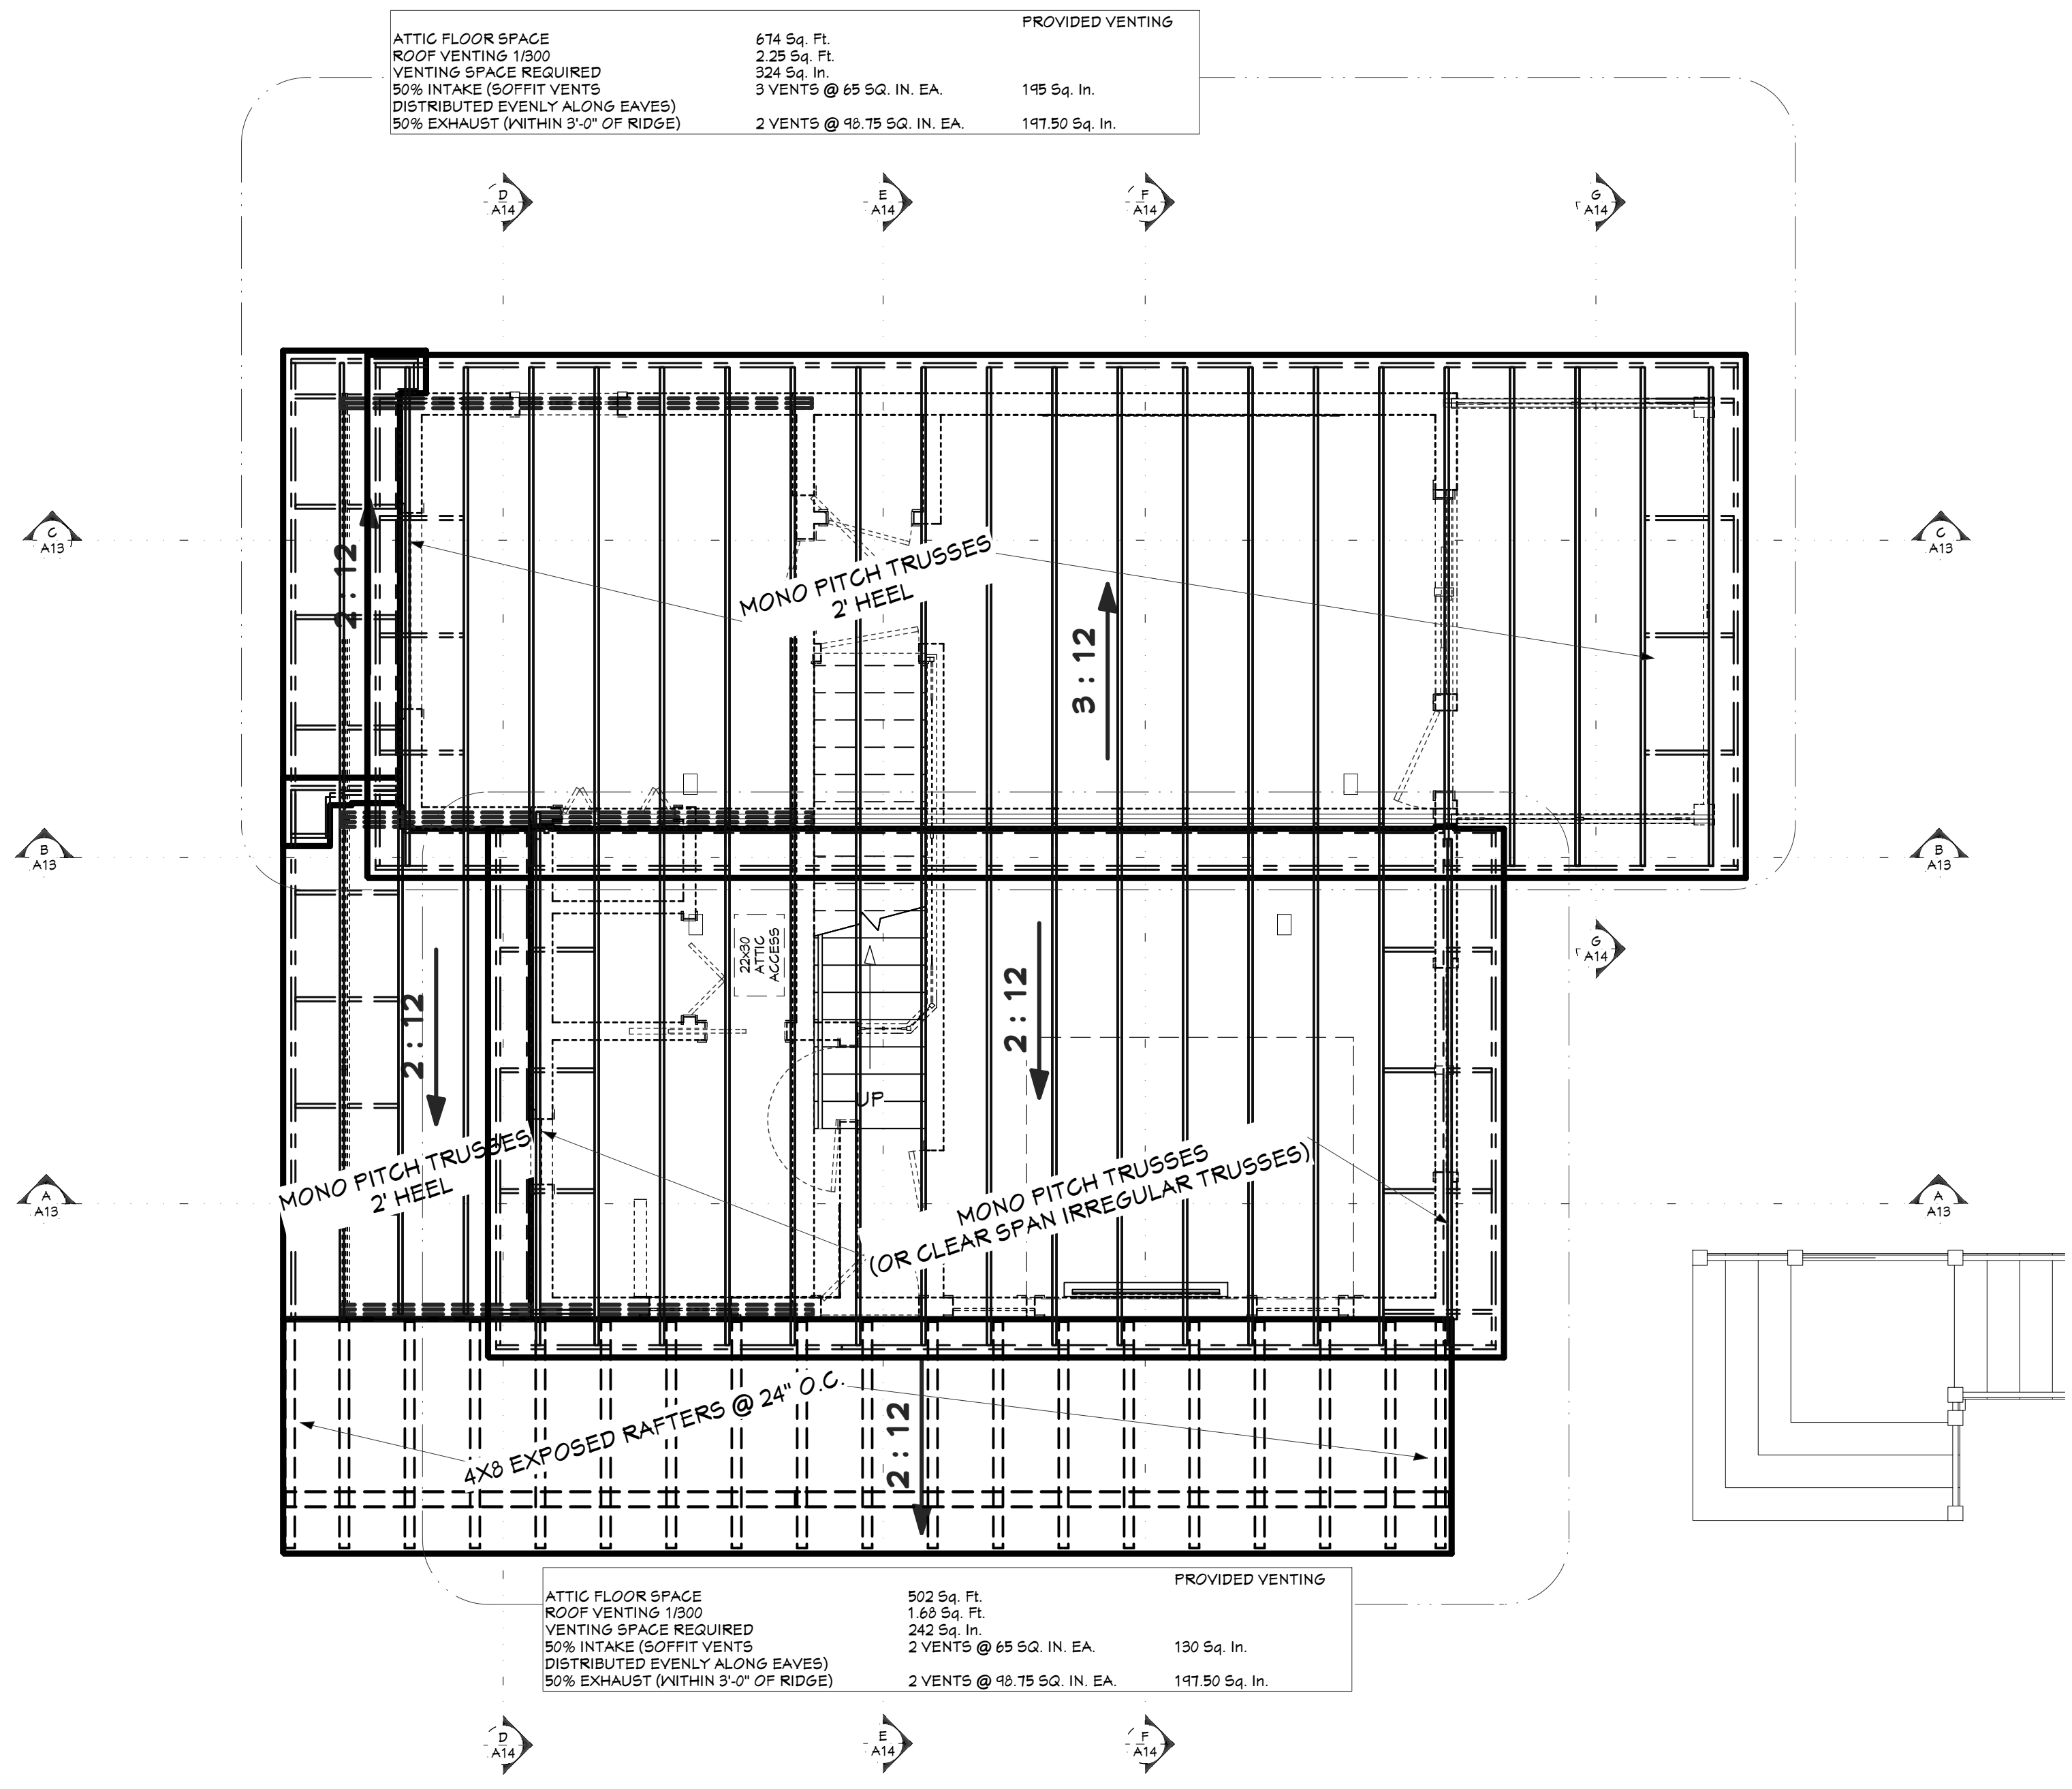 PROVIDED VENTING
ATTIC FLOOR SPACE 674 Sq. Ft.
ROOF VENTING 1/300 2.25 Sq. Ft.
VENTING SPACE REQUIRED 324 Sq. In.
50% INTAKE (SOFFIT VENTS 3 VENTS @ 65 SQ. IN. EA. 195 Sq. In.
DISTRIBUTED EVENLY ALONG EAVES)
50% EXHAUST (WITHIN 3'-0" OF RIDGE) 2 VENTS @ 98.75 SQ. IN. EA. 197.50 Sq. In.
D
A14
E
A14
F
A14
G
A14
C
A13
C
A13
2 : 12
MONO PITCH TRUSSES
2' HEEL
3 : 12
B
A13
B
A13
22x30
ATTIC
ACCESS
G
A14
2 : 12
2 : 12
UP
MONO PITCH TRUSSES
2' HEEL
MONO PITCH TRUSSES
(OR CLEAR SPAN IRREGULAR TRUSSES)
A
A13
A
A13
4X8 EXPOSED RAFTERS @ 24" O.C.
2 : 12
PROVIDED VENTING
ATTIC FLOOR SPACE 502 Sq. Ft.
ROOF VENTING 1/300 1.68 Sq. Ft.
VENTING SPACE REQUIRED 242 Sq. In.
50% INTAKE (SOFFIT VENTS 2 VENTS @ 65 SQ. IN. EA. 130 Sq. In.
DISTRIBUTED EVENLY ALONG EAVES)
50% EXHAUST (WITHIN 3'-0" OF RIDGE) 2 VENTS @ 98.75 SQ. IN. EA. 197.50 Sq. In.
D
A14
E
A14
F
A14